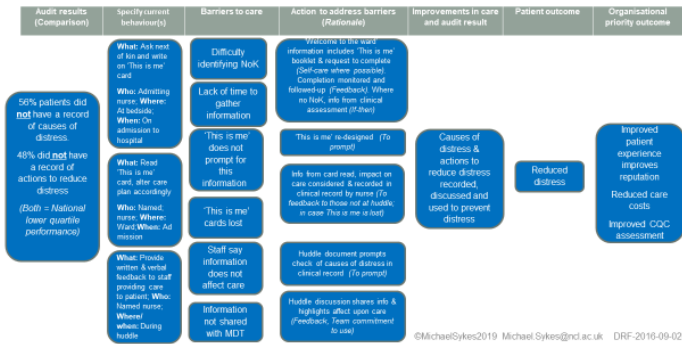 Audit results
(Comparison)
Specify current
behaviour(s)
Barriers to care
Action to address barriers
(Rationale)
Improvements in care
and audit result
Patient outcome
Organisational
priority outcome
56% patients did
not have a record
of causes of
distress.
48% did not have
a record of
actions to reduce
distress
(Both = National
lower quartile
performance)
What: Ask next
of kin and write
on 'This is me'
card
Who: Admitting
nurse; Where:
At bedside;
When: On
admission to
hospital
What: Read
'This is me'
card, alter care
plan accordingly
Who: Named;
nurse; Where:
Ward;When: Ad
mission
What: Provide
written & verbal
feedback to staff
providing care
to patient; Who:
Named nurse;
Where/
when: During
huddle
Difficulty
identifying NoK
Lack of time to
gather
information
'This is me'
does not
prompt for
this
information
'This is me'
cards lost
Staff say
information
does not
affect care
Information
not shared
with MDT
Welcome to the ward
information includes 'This is me'
booklet & request to complete
(Self-care where possible).
Completion monitored and
followed-up (Feedback). Where
no NoK, info from clinical
assessment (If-then)
'This is me' re-designed (To
prompt)
Info from card read, impact on
care considered & recorded in
clinical record by nurse (To
feedback to those not at huddle;
in case This is me is lost)
Huddle document prompts
check of causes of distress in
clinical record (To prompt)
Huddle discussion shares info &
highlights affect upon care
(Feedback, Team commitment
to use)
Causes of
distress &
actions to
reduce distress
recorded,
discussed and
used to prevent
distress
Reduced
distress
Improved
patient
experience
improves
reputation
Reduced care
costs
Improved CQC
assessment
©MichaelSykes2019 Michael.Sykes@ncl.ac.uk DRF-2016-09-02